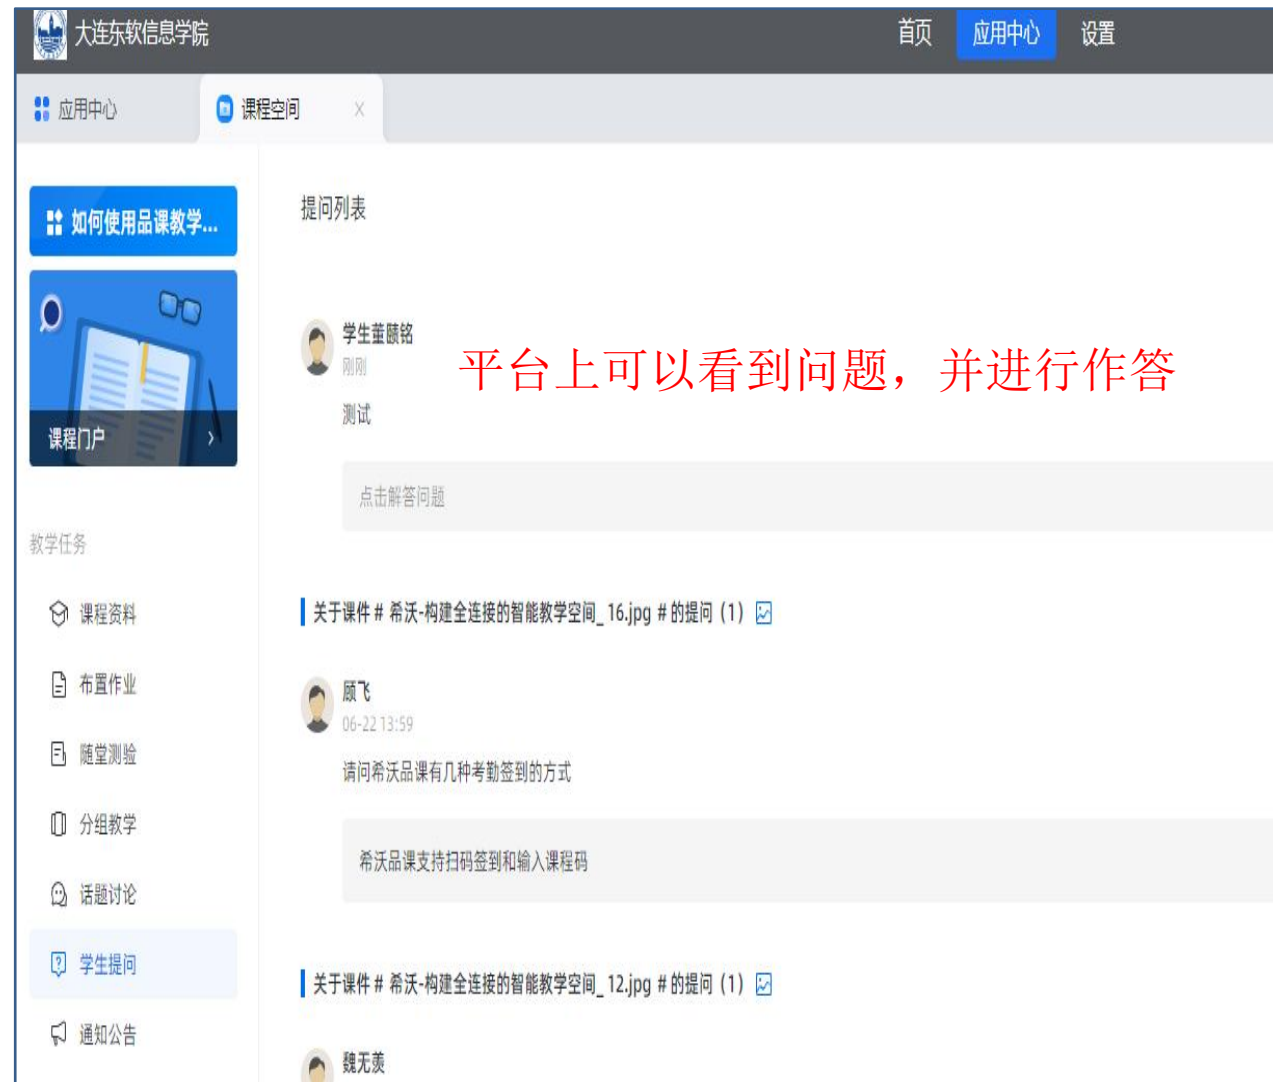 大连东软信息学院
首页
应用中心
设置
应用中心
课程空间
如何使用品课教学...
课程门户
教学任务
课程资料
布置作业
随堂测验
分组教学
话题讨论
学生提问
通知公告
提问列表
学生董赜铭
刚刚
平台上可以看到问题，并进行作答
测试
点击解答问题
关于课件 # 希沃-构建全连接的智能教学空间_ 16.jpg # 的提问 (1)
顾飞
06-22 13:59
请问希沃品课有几种考勤签到的方式
希沃品课支持扫码签到和输入课程码
关于课件 # 希沃-构建全连接的智能教学空间_ 12.jpg # 的提问 (1)
魏无羡